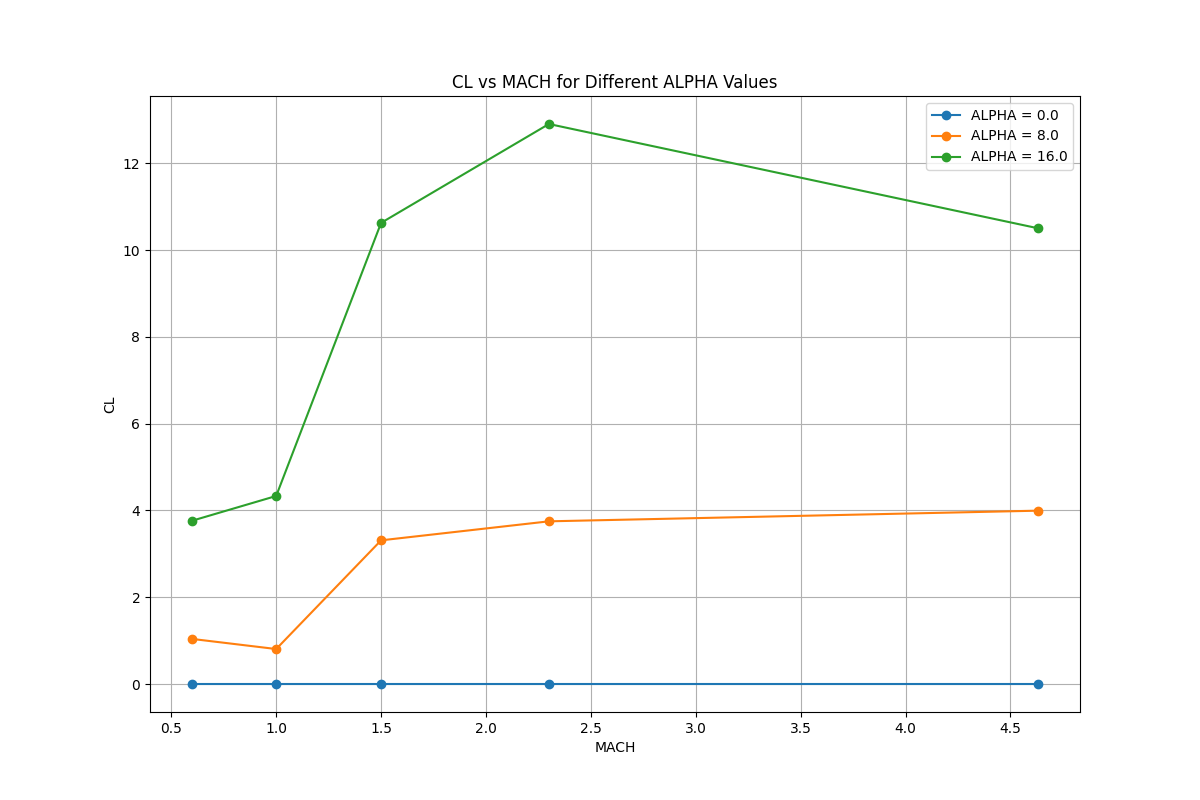 CL vs MACH for Different ALPHA Values
ALPHA = 0.0
ALPHA = 8.0
ALPHA = 16.0
CL
12
10
8
6
4
2
0
0.5 1.0 1.5 2.0 2.5 3.0 3.5 4.0 4.5
MACH